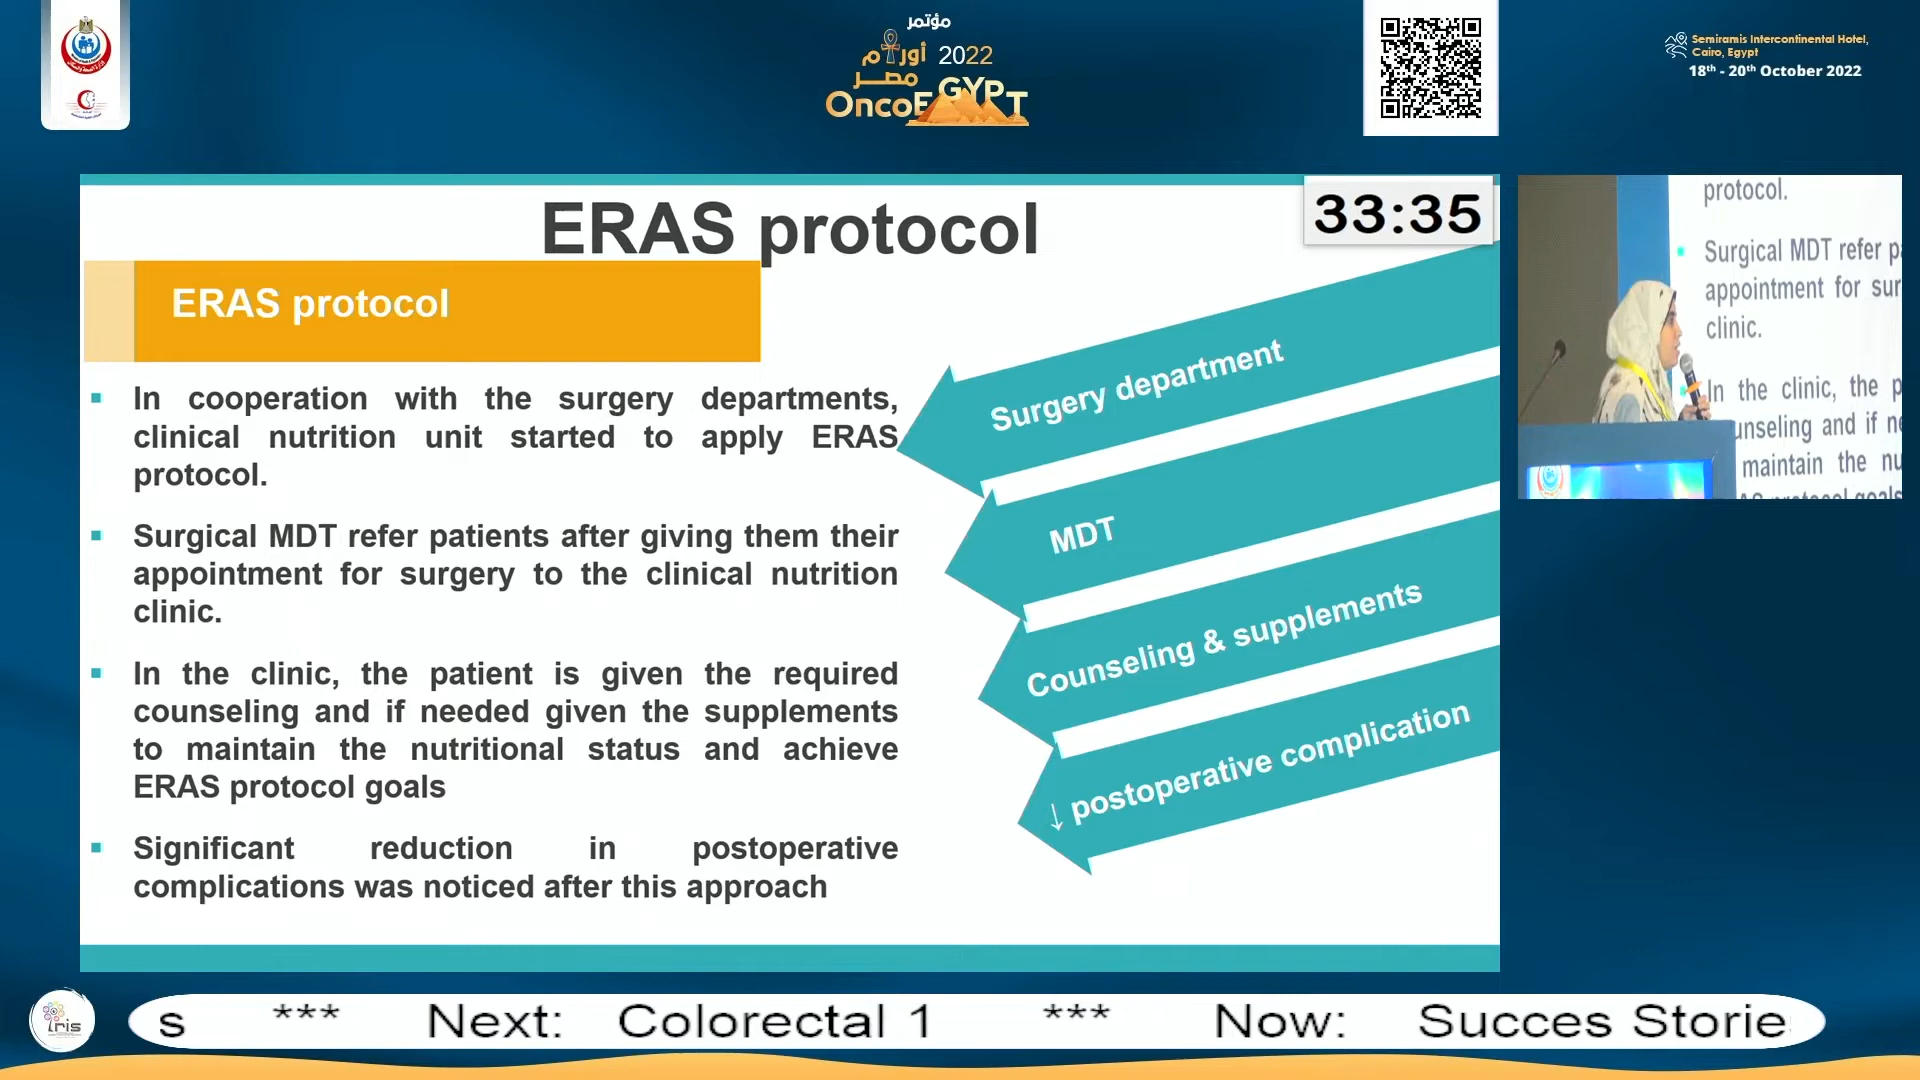 مؤتمر
أورام 2022
مصر
OncoEGYPT
Semiramis Intercontinental Hotel,
Cairo, Egypt
18th - 20th October 2022
ERAS protocol
33:35
ERAS protocol
In cooperation with the surgery departments,
clinical nutrition unit started to apply ERAS
protocol.
Surgical MDT refer patients after giving them their
appointment for surgery to the clinical nutrition
clinic.
In the clinic, the patient is given the required
counseling and if needed given the supplements
to maintain the nutritional status and achieve
ERAS protocol goals
Significant reduction in postoperative
complications was noticed after this approach
Surgery department
MDT
Counseling & supplements
↓ postoperative complication
protocol.
Surgical MDT refer p
appointment for sur
clinic.
In the clinic, the p
unseling and if ne
maintain the nu
protocol goals
iris
s *** Next: Colorectal 1 *** Now: Succes Storie